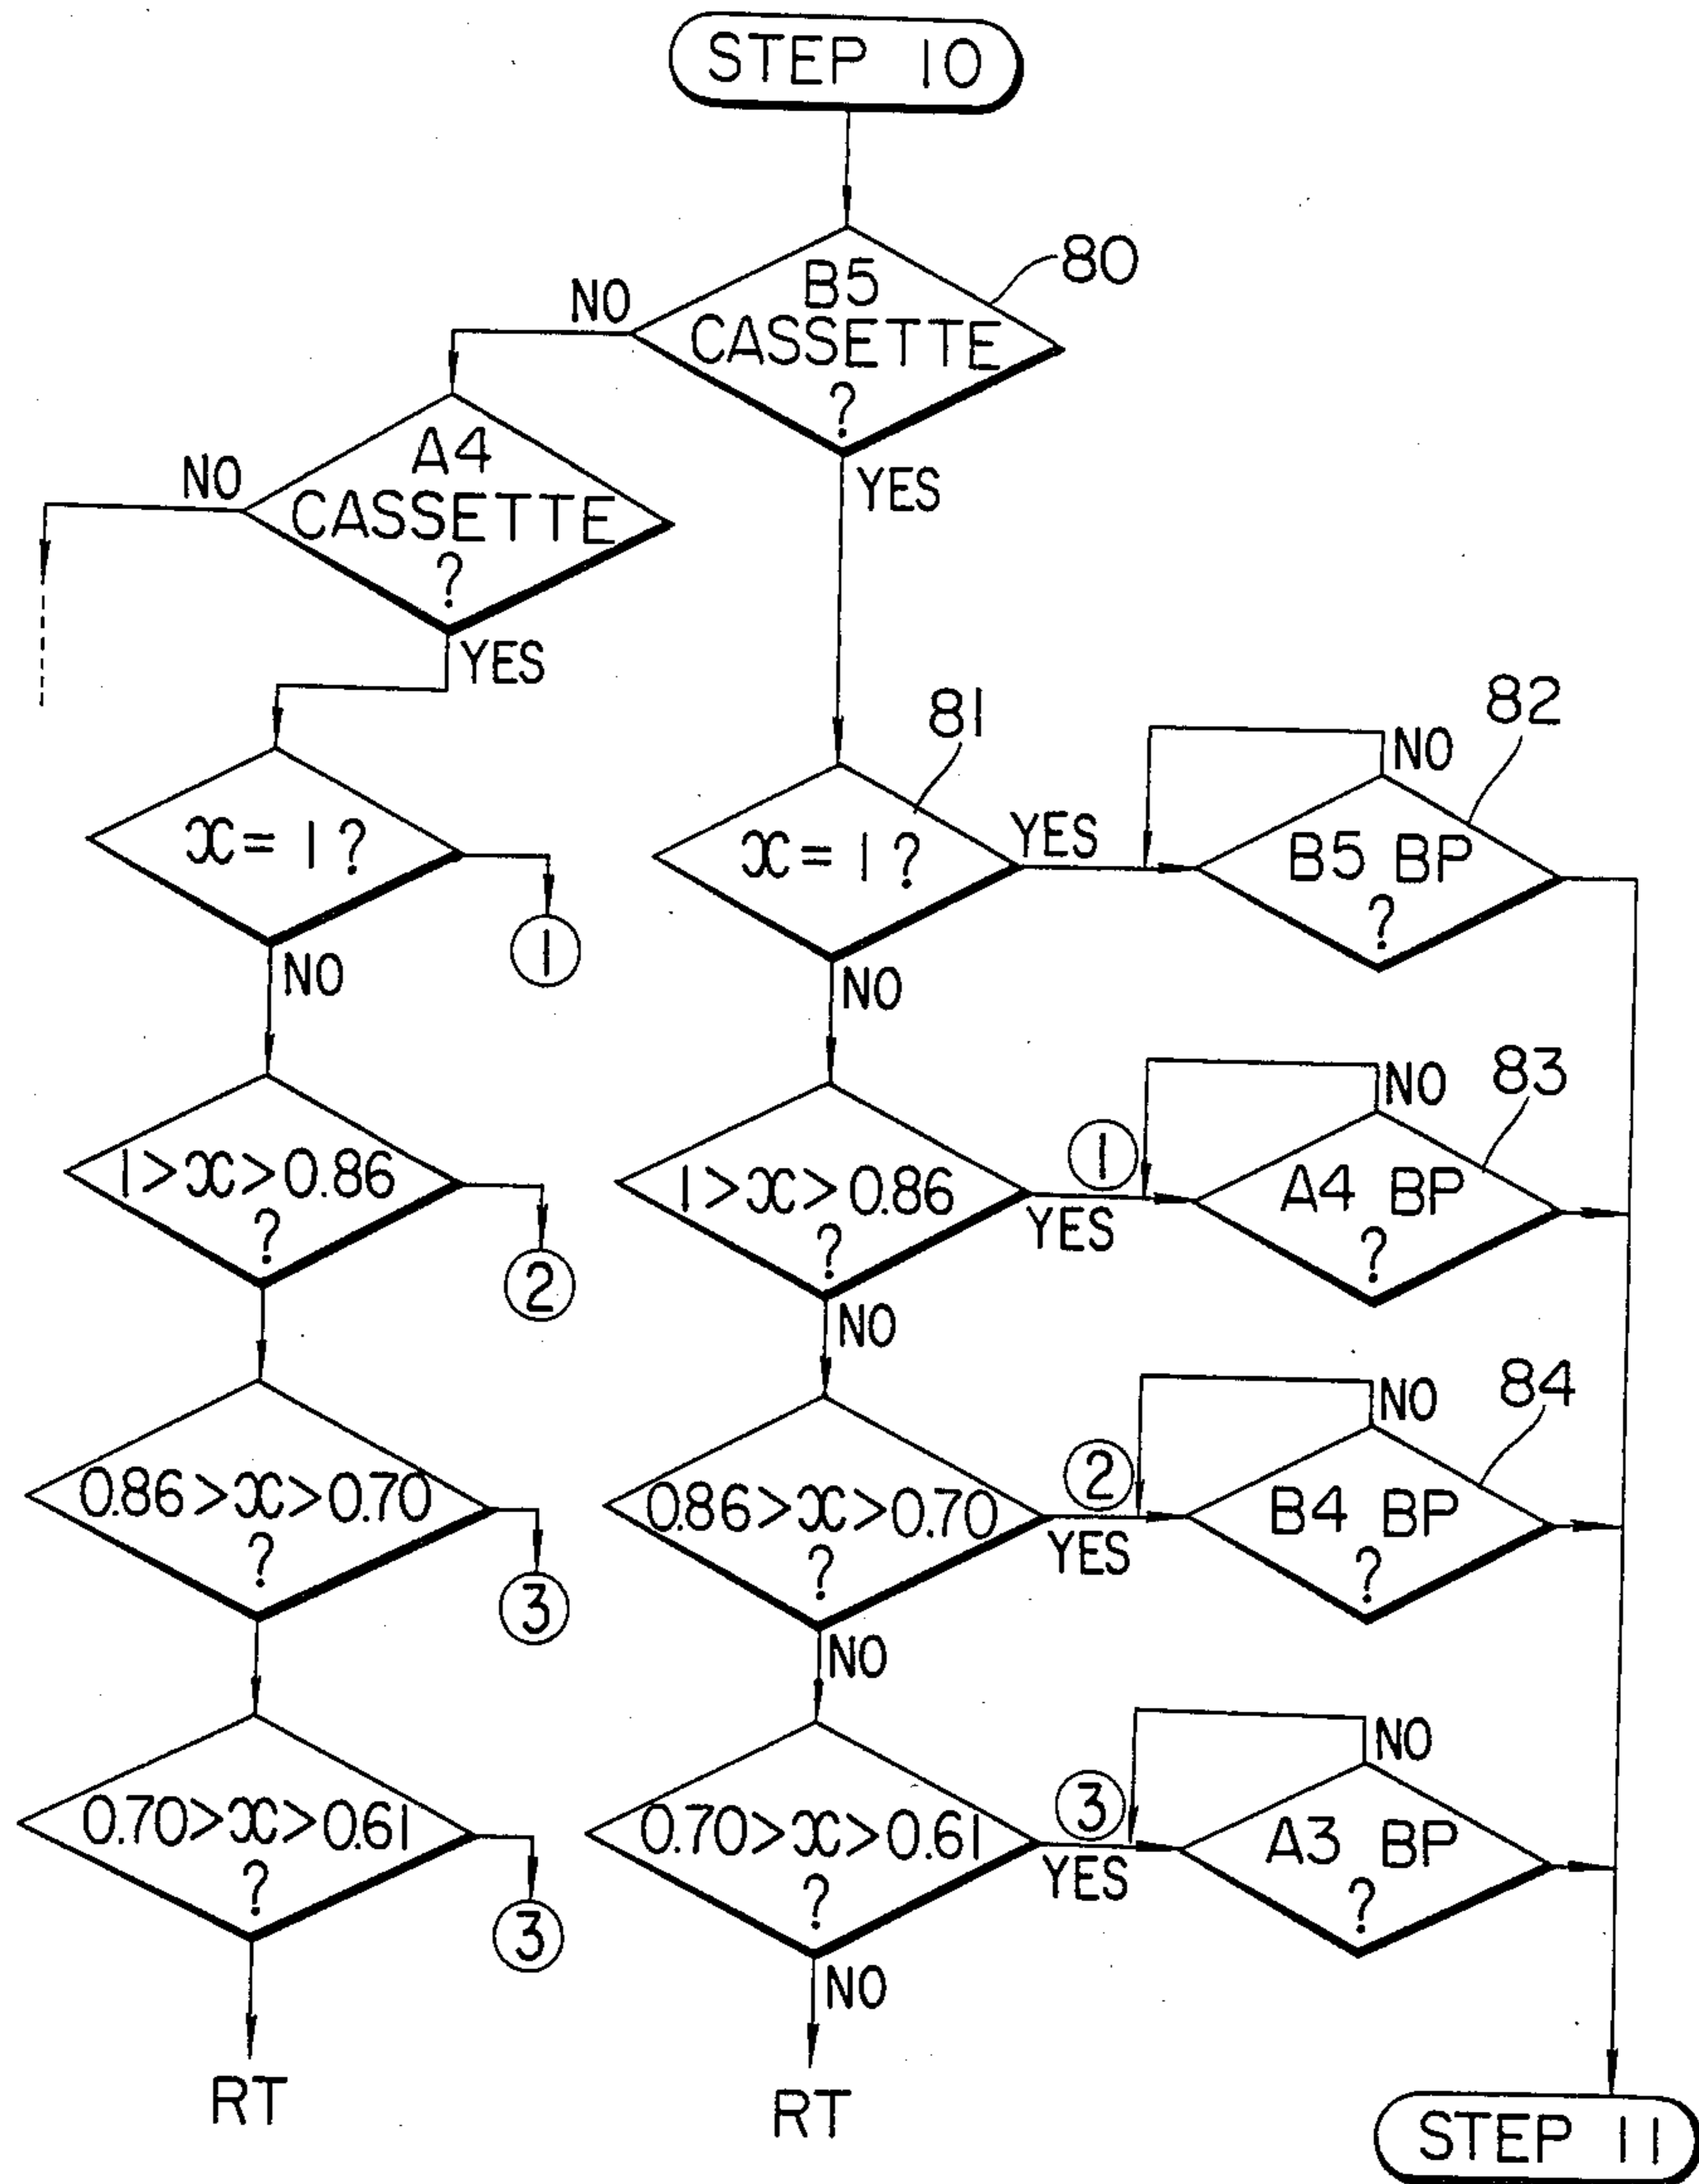 STEP 10
80
B5
CASSETTE
?
NO
YES
A4
CASSETTE
?
NO
YES
81
82
x = 1 ?
x = 1 ?
YES
B5 BP
?
NO
①
NO
NO
83
1 > x > 0.86
?
②
1 > x > 0.86
?
①
YES
A4 BP
?
NO
NO
84
0.86 > x > 0.70
?
③
0.86 > x > 0.70
?
②
YES
B4 BP
?
NO
NO
0.70 > x > 0.61
?
③
0.70 > x > 0.61
?
③
YES
A3 BP
?
NO
NO
RT
RT
STEP 11